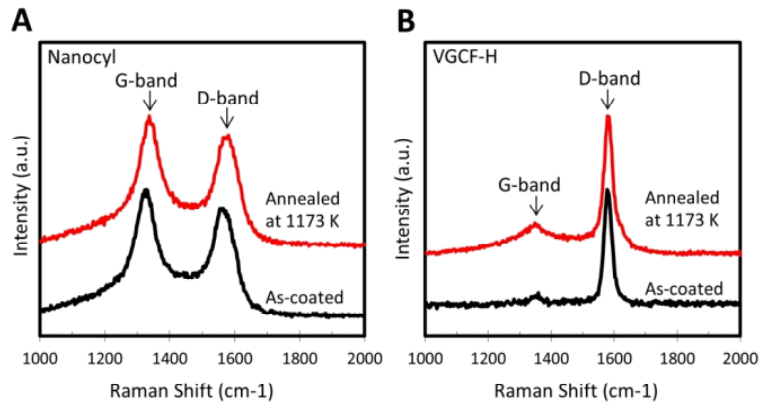 A
Nanocyl
G-band
D-band
Annealed
at 1173 K
As-coated
Intensity (a.u.)
1000 1200 1400 1600 1800 2000
Raman Shift (cm-1)
B
VGCF-H
D-band
G-band
Annealed
at 1173 K
As-coated
Intensity (a.u.)
1000 1200 1400 1600 1800 2000
Raman Shift (cm-1)